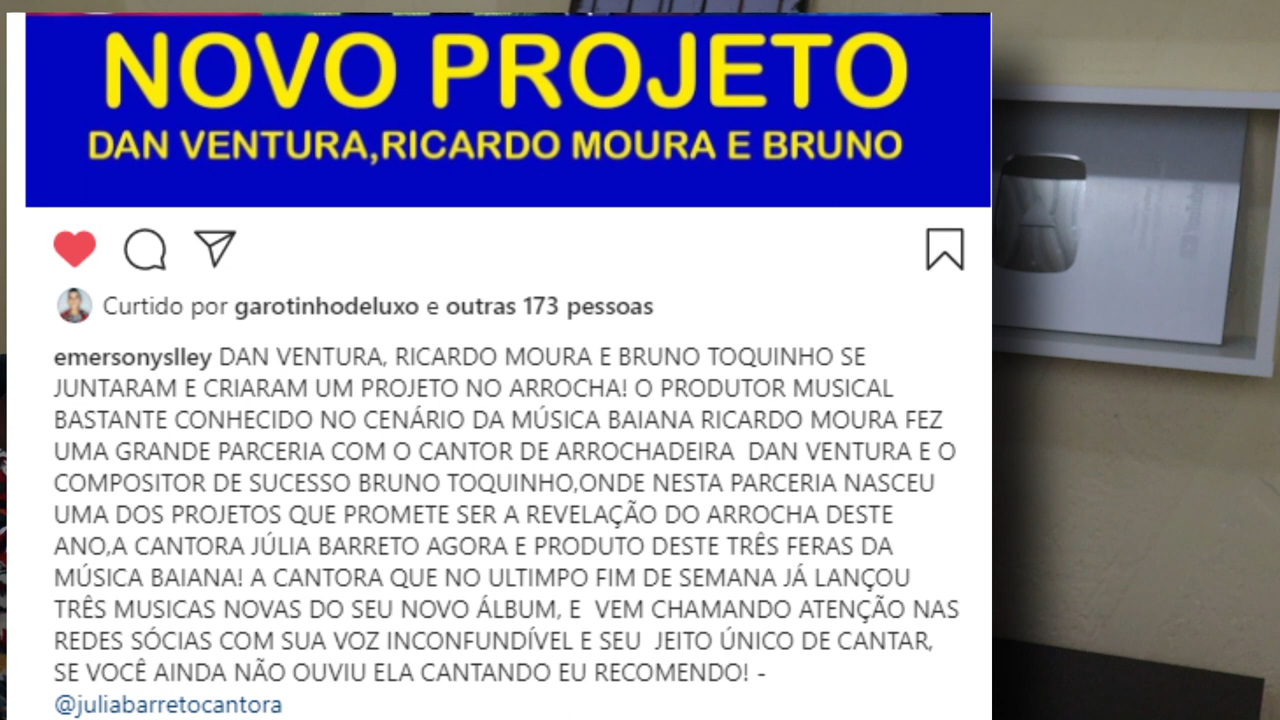 NOVO PROJETO
DAN VENTURA,RICARDO MOURA E BRUNO
Curtido por garotinhodeluxo e outras 173 pessoas
emersonyslley DAN VENTURA, RICARDO MOURA E BRUNO TOQUINHO SE
JUNTARAM E CRIARAM UM PROJETO NO ARROCHA! O PRODUTOR MUSICAL
BASTANTE CONHECIDO NO CENÁRIO DA MÚSICA BAIANA RICARDO MOURA FEZ
UMA GRANDE PARCERIA COM O CANTOR DE ARROCHADEIRA  DAN VENTURA E O
COMPOSITOR DE SUCESSO BRUNO TOQUINHO,ONDE NESTA PARCERIA NASCEU
UMA DOS PROJETOS QUE PROMETE SER A REVELAÇÃO DO ARROCHA DESTE
ANO,A CANTORA JÚLIA BARRETO AGORA E PRODUTO DESTE TRÊS FERAS DA
MÚSICA BAIANA! A CANTORA QUE NO ULTIMPO FIM DE SEMANA JÁ LANÇOU
TRÊS MUSICAS NOVAS DO SEU NOVO ÁLBUM, E  VEM CHAMANDO ATENÇÃO NAS
REDES SÓCIAS COM SUA VOZ INCONFUNDÍVEL E SEU  JEITO ÚNICO DE CANTAR,
SE VOCÊ AINDA NÃO OUVIU ELA CANTANDO EU RECOMENDO! -
@juliabarretocantora